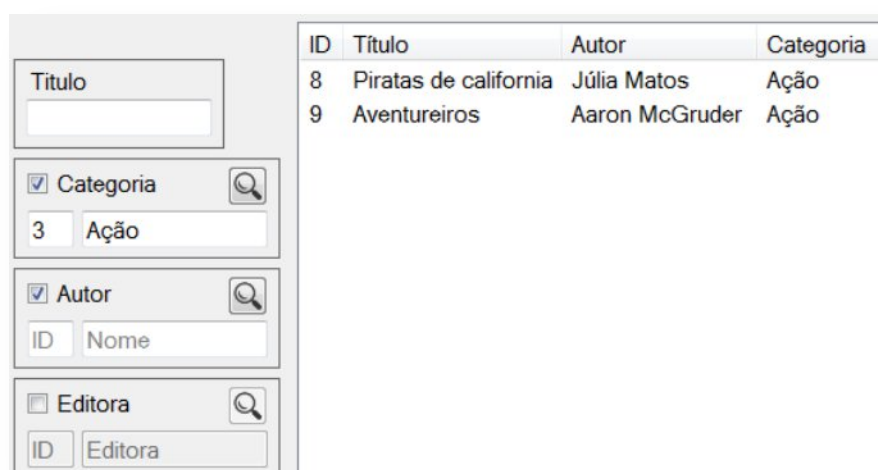 Titulo
Categoria
3 Ação
Autor
ID Nome
Editora
ID Editora
ID Título Autor Categoria
8 Piratas de california Júlia Matos Ação
9 Aventureiros Aaron McGruder Ação